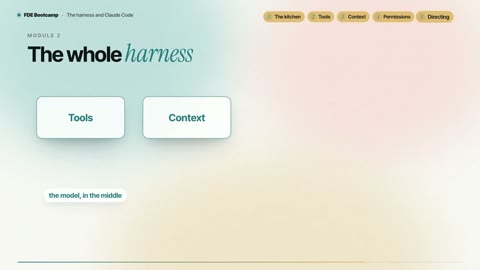 FDE Bootcamp · The harness and Claude Code
The kitchen
Tools
Context
Permissions
Directing
MODULE 2
The whole harness
Tools
Context
the model, in the middle